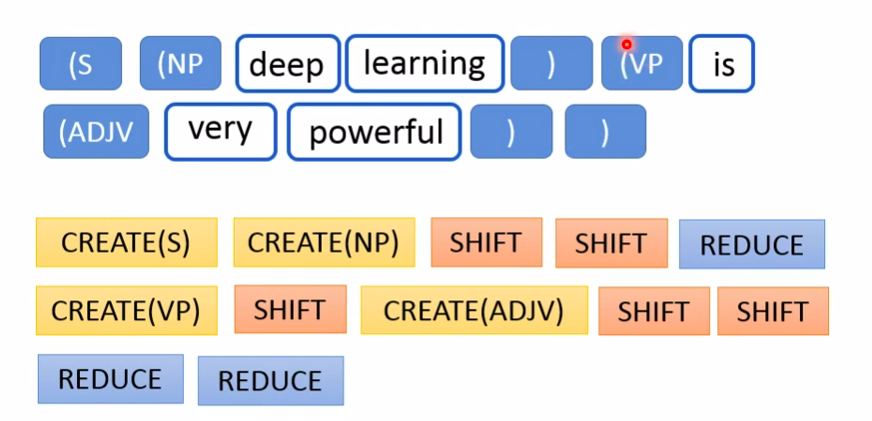 (S (NP deep learning ) (VP is
(ADJV very powerful ) )
CREATE(S) CREATE(NP) SHIFT SHIFT REDUCE
CREATE(VP) SHIFT CREATE(ADJV) SHIFT SHIFT
REDUCE REDUCE